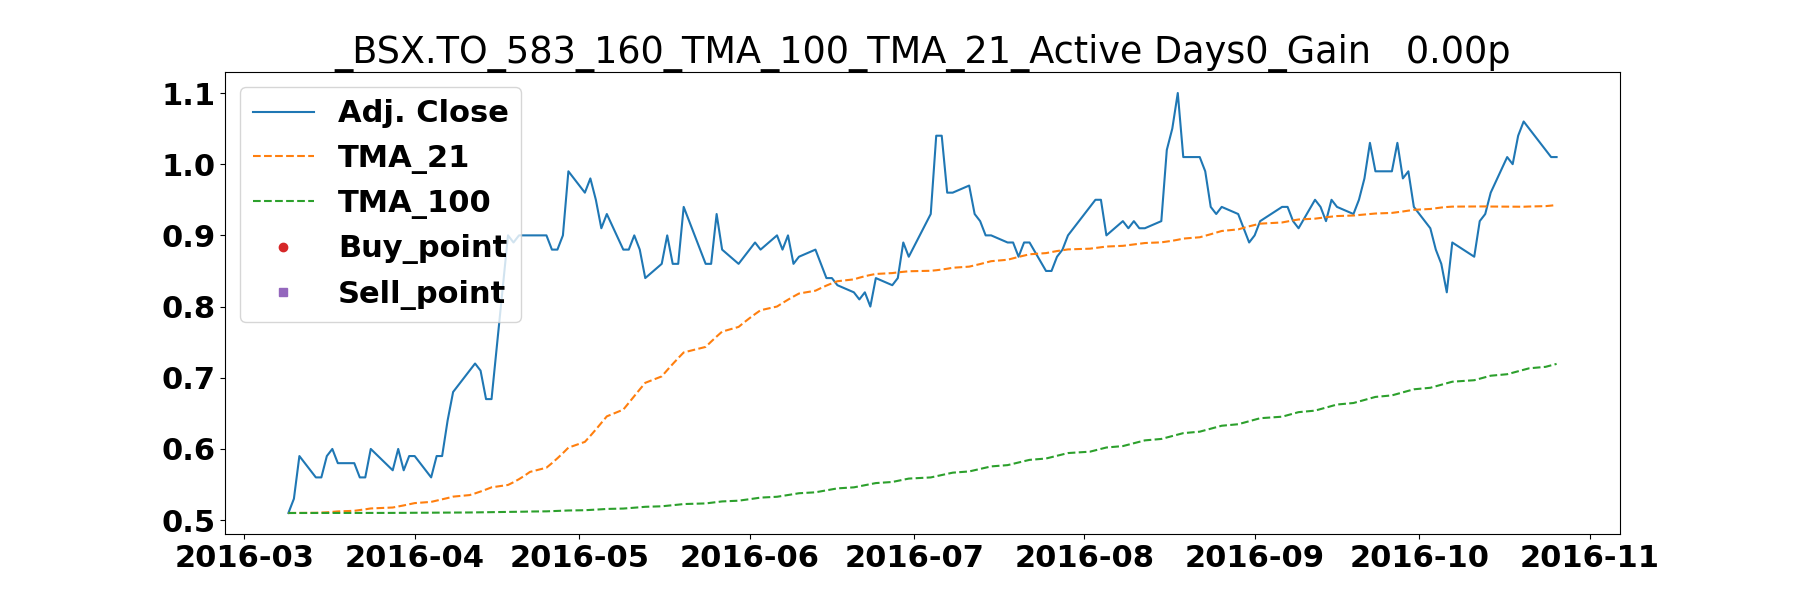 _BSX.TO_583_160_TMA_100_TMA_21_Active Days0_Gain   0.00p
1.1
1.0
0.9
0.8
0.7
0.6
0.5
Adj. Close
TMA_21
TMA_100
Buy_point
Sell_point
2016-03 2016-04 2016-05 2016-06 2016-07 2016-08 2016-09 2016-10 2016-11